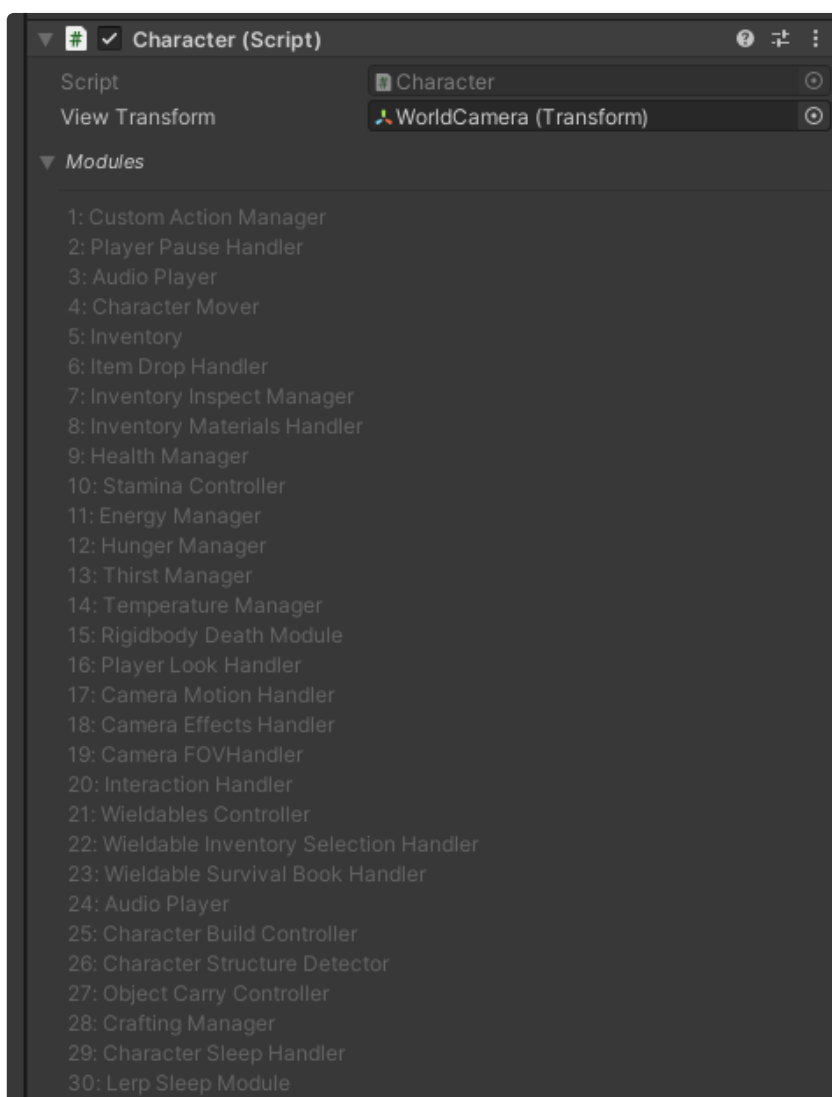 Character (Script)
Script Character
View Transform WorldCamera (Transform)
Modules
1: Custom Action Manager
2: Player Pause Handler
3: Audio Player
4: Character Mover
5: Inventory
6: Item Drop Handler
7: Inventory Inspect Manager
8: Inventory Materials Handler
9: Health Manager
10: Stamina Controller
11: Energy Manager
12: Hunger Manager
13: Thirst Manager
14: Temperature Manager
15: Rigidbody Death Module
16: Player Look Handler
17: Camera Motion Handler
18: Camera Effects Handler
19: Camera FOVHandler
20: Interaction Handler
21: Wieldables Controller
22: Wieldable Inventory Selection Handler
23: Wieldable Survival Book Handler
24: Audio Player
25: Character Build Controller
26: Character Structure Detector
27: Object Carry Controller
28: Crafting Manager
29: Character Sleep Handler
30: Lerp Sleep Module